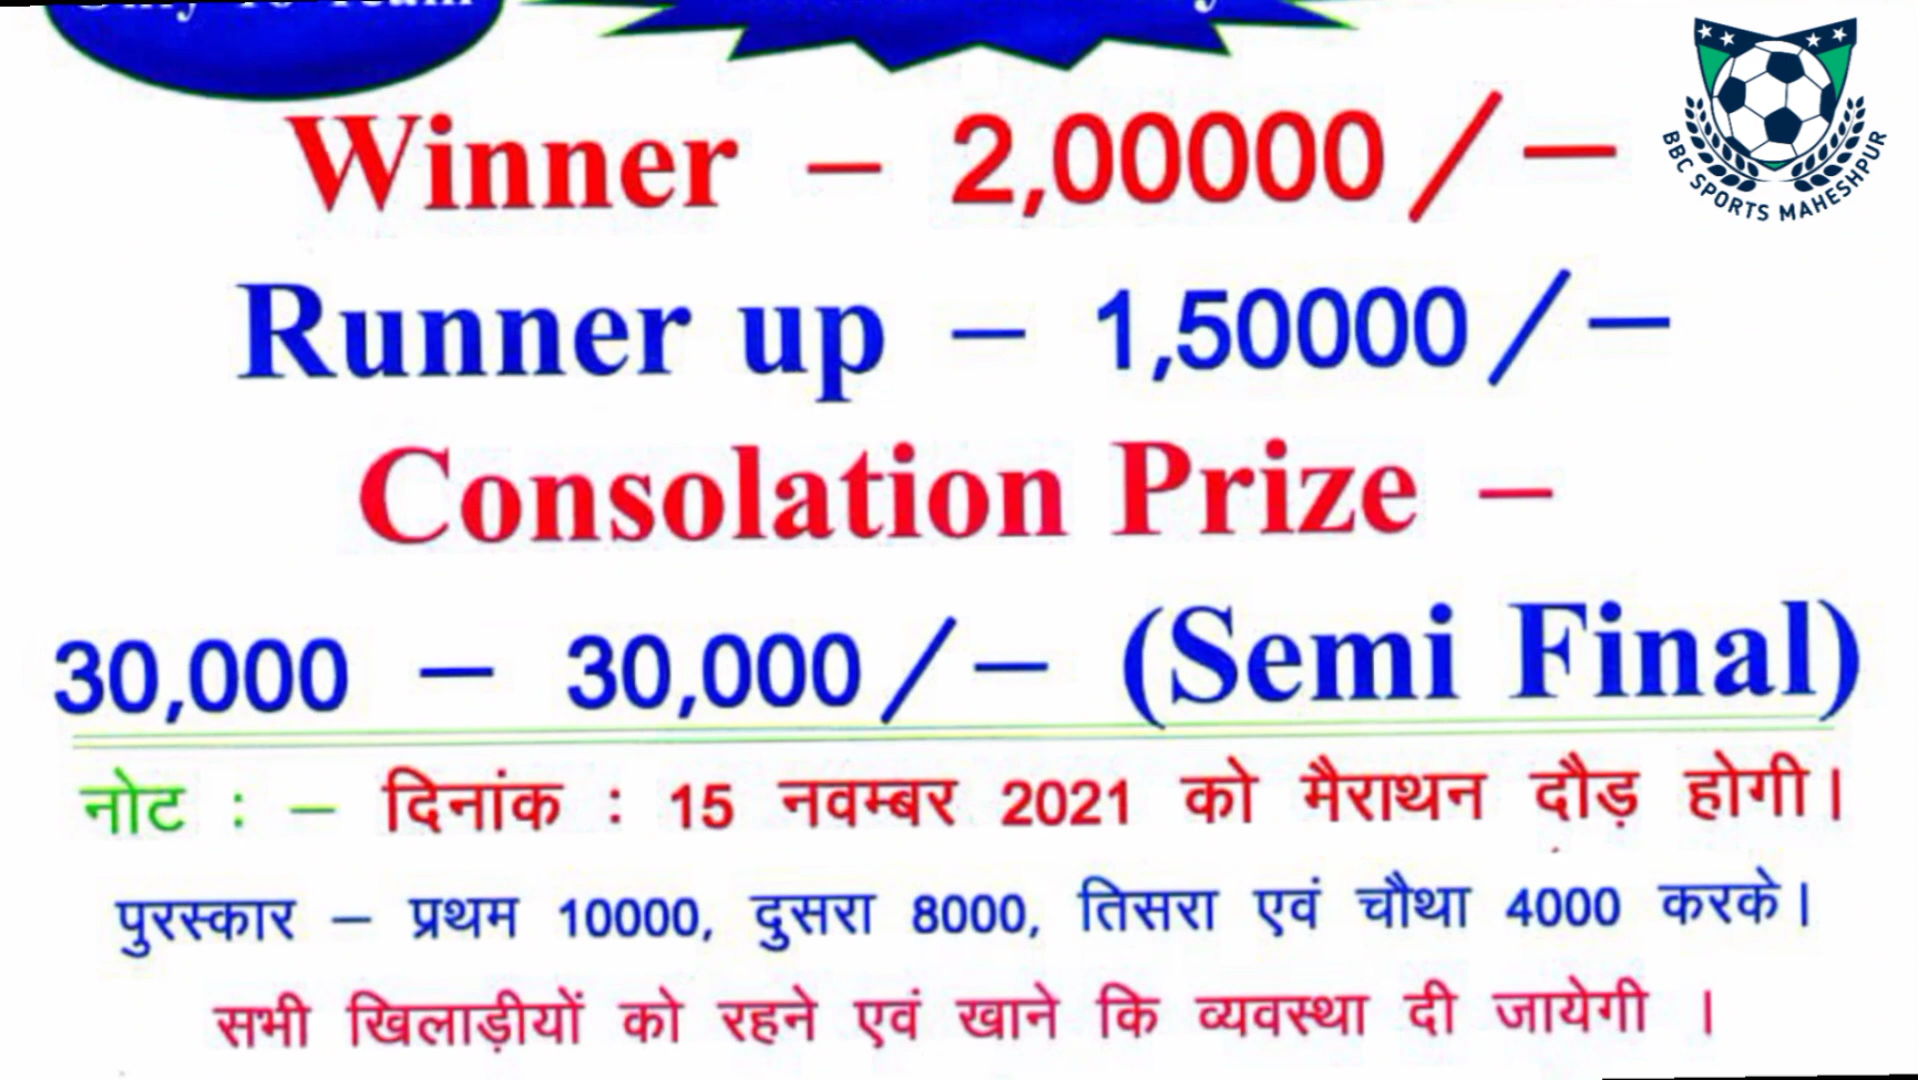 Winner – 2,00000/–
BBC SPORTS MAHESHPUR
Runner up – 1,50000/–
Consolation Prize –
30,000 – 30,000/– (Semi Final)
नोट : – दिनांक : 15 नवम्बर 2021 को मैराथन दौड़ होगी।
पुरस्कार – प्रथम 10000, दुसरा 8000, तिसरा एवं चौथा 4000 करके।
सभी खिलाड़ीयों को रहने एवं खाने कि व्यवस्था दी जायेगी ।